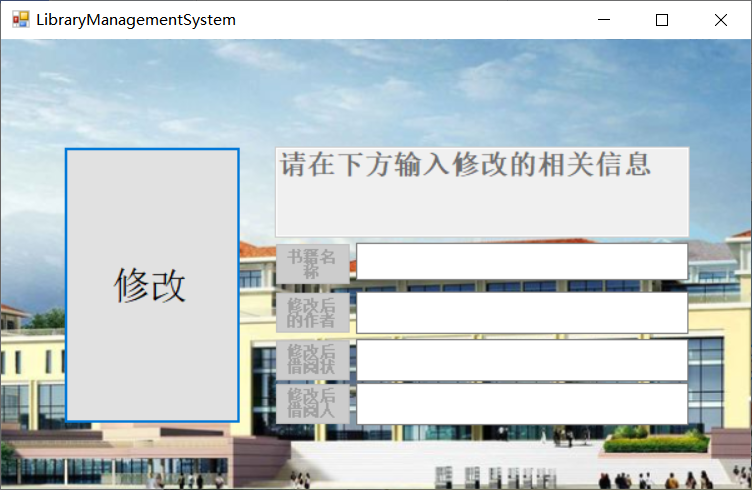 LibraryManagementSystem
请在下方输入修改的相关信息
修改
书籍名
称
修改后
的作者
修改后
借阅状
修改后
借阅人